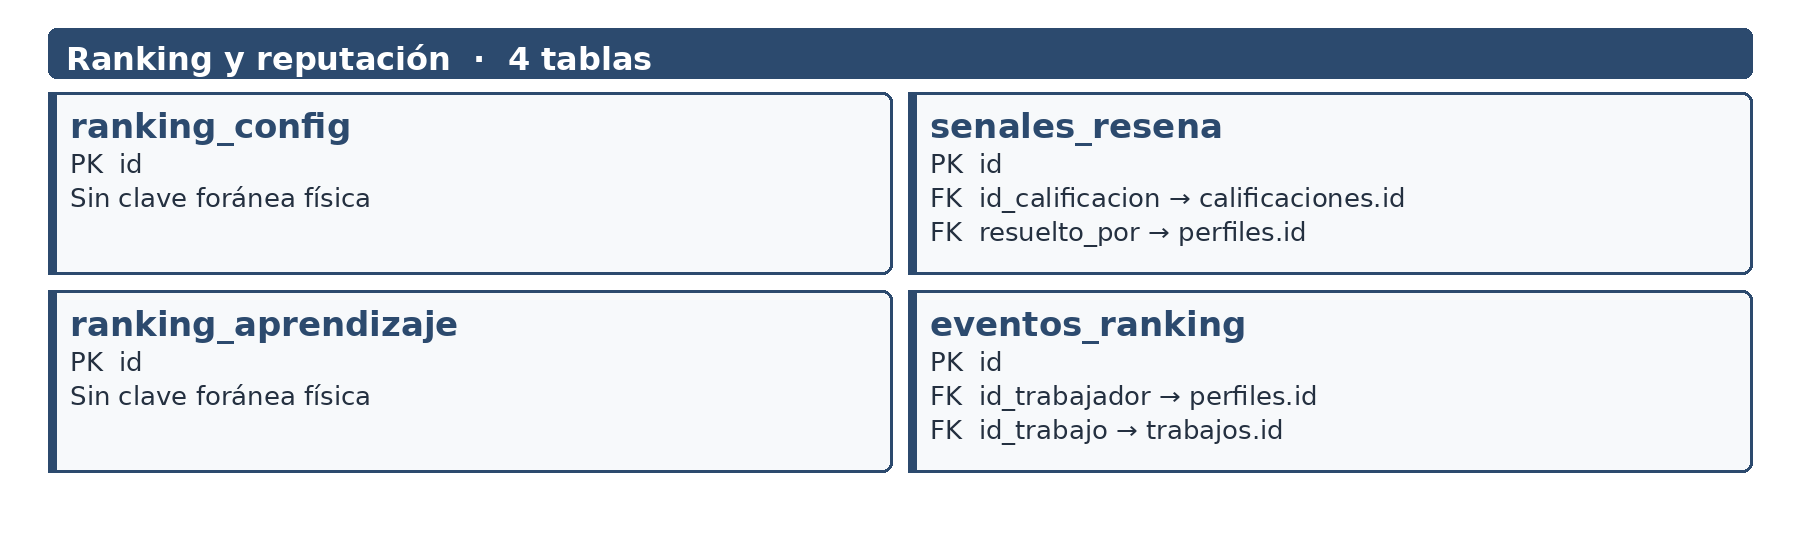 Ranking y reputación · 4 tablas
ranking_config
PK id
Sin clave foránea física
senales_resena
PK id
FK id_calificacion → calificaciones.id
FK resuelto_por → perfiles.id
ranking_aprendizaje
PK id
Sin clave foránea física
eventos_ranking
PK id
FK id_trabajador → perfiles.id
FK id_trabajo → trabajos.id